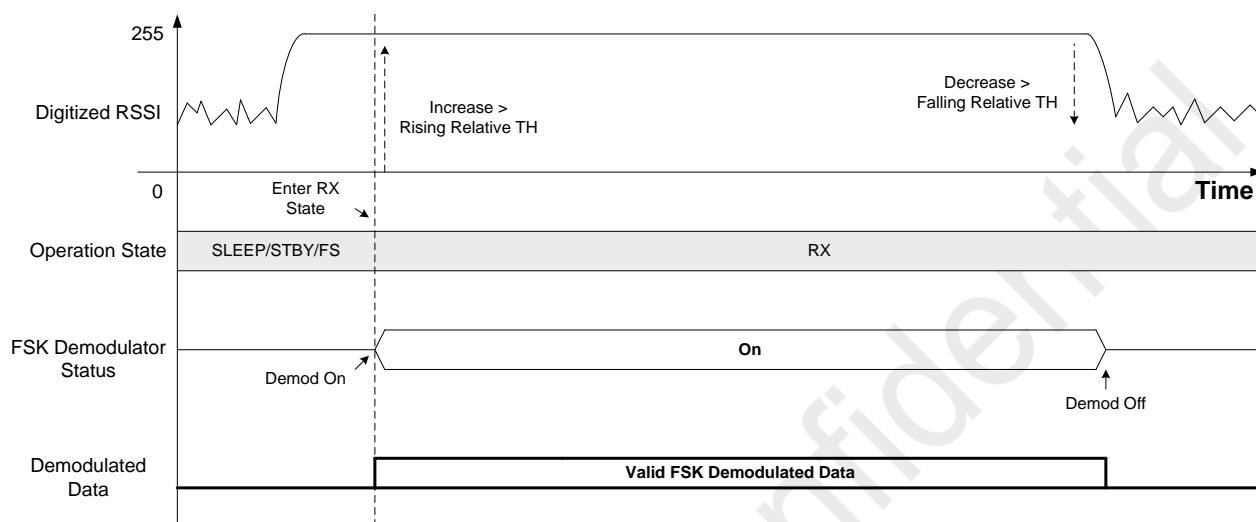 255
Digitized RSSI
Increase >
Rising Relative TH
Decrease >
Falling Relative TH
0
Enter RX
State
Time
Operation State
SLEEP/STBY/FS
RX
FSK Demodulator
Status
On
Demod On
Demod Off
Demodulated
Data
Valid FSK Demodulated Data
nfidential